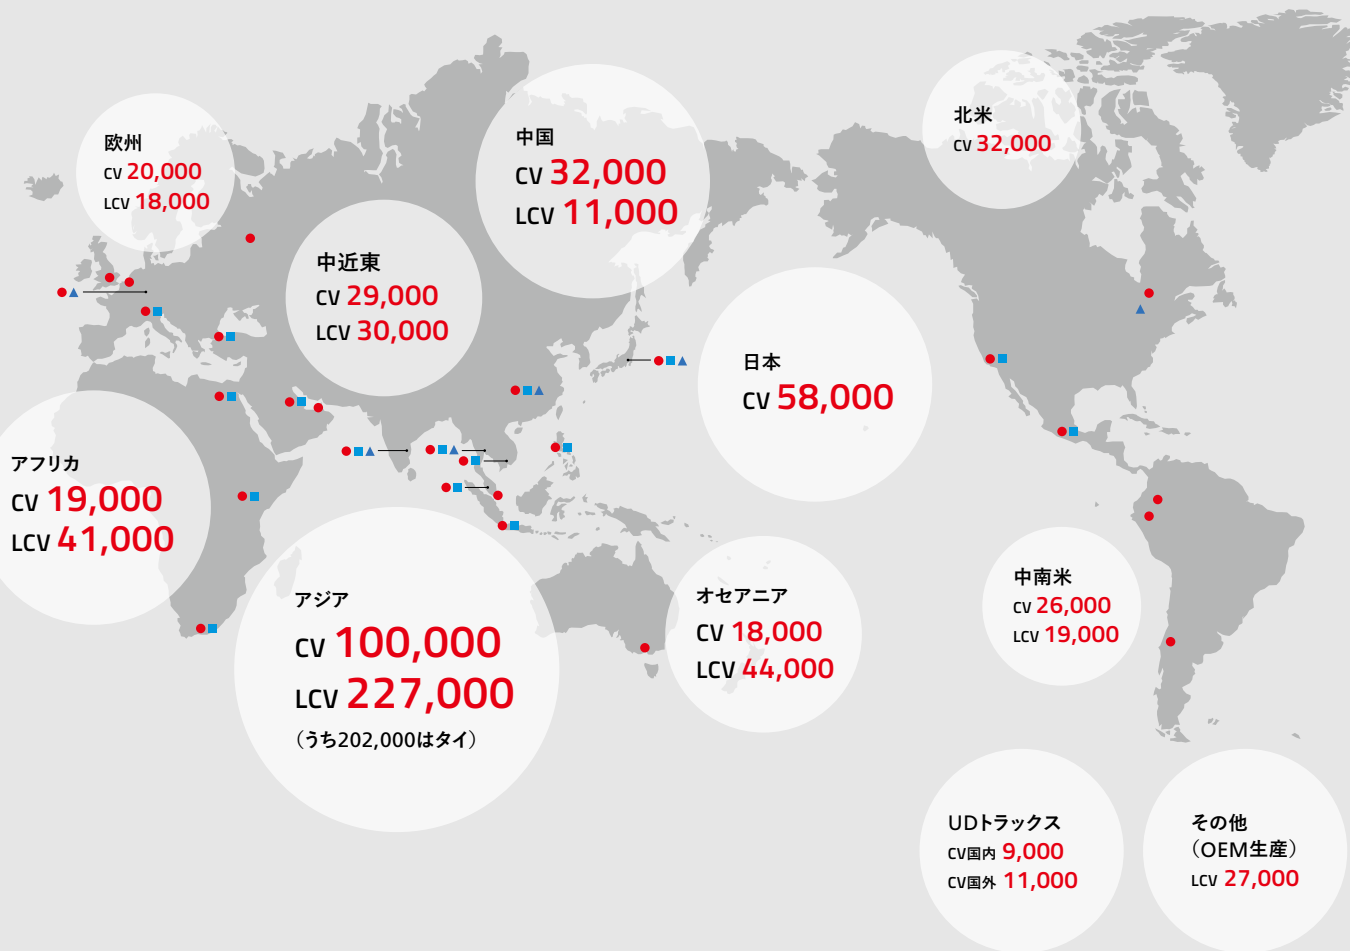 欧州
CV 20,000
LCV 18,000
中国
CV 32,000
LCV 11,000
北米
CV 32,000
中近東
CV 29,000
LCV 30,000
日本
CV 58,000
アフリカ
CV 19,000
LCV 41,000
アジア
CV 100,000
LCV 227,000
（うち202,000はタイ）
オセアニア
CV 18,000
LCV 44,000
中南米
CV 26,000
LCV 19,000
UDトラックス
CV国内 9,000
CV国外 11,000
その他
（OEM生産）
LCV 27,000